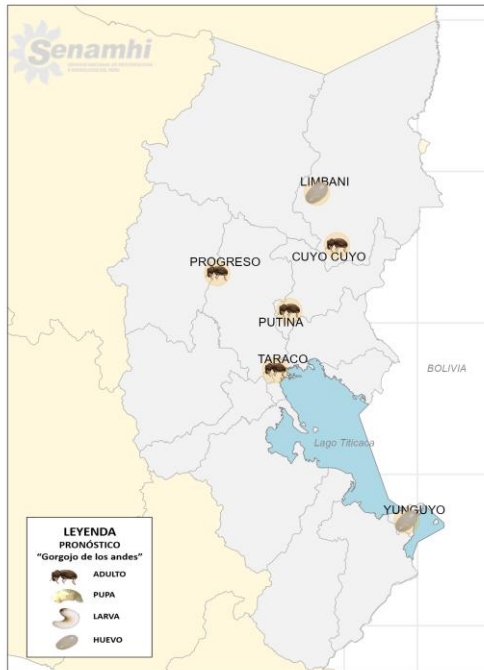 Senamhi
LIMBANI
CUYO CUYO
PROGRESO
PUTINA
TARACO
BOLIVIA
Lago Titicaca
YUNGUYO
LEYENDA
PRONÓSTICO
"Gorgojo de los andes"
ADULTO
PUPA
LARVA
HUEVO